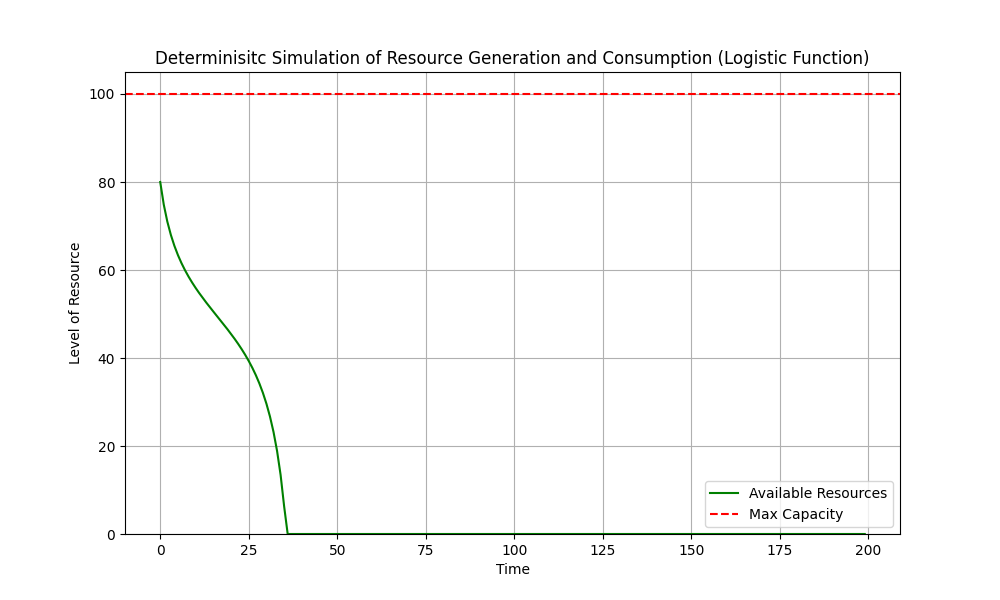 Determinisitc Simulation of Resource Generation and Consumption (Logistic Function)
100
80
60
40
20
0
Level of Resource
Available Resources
Max Capacity
0 25 50 75 100 125 150 175 200
Time